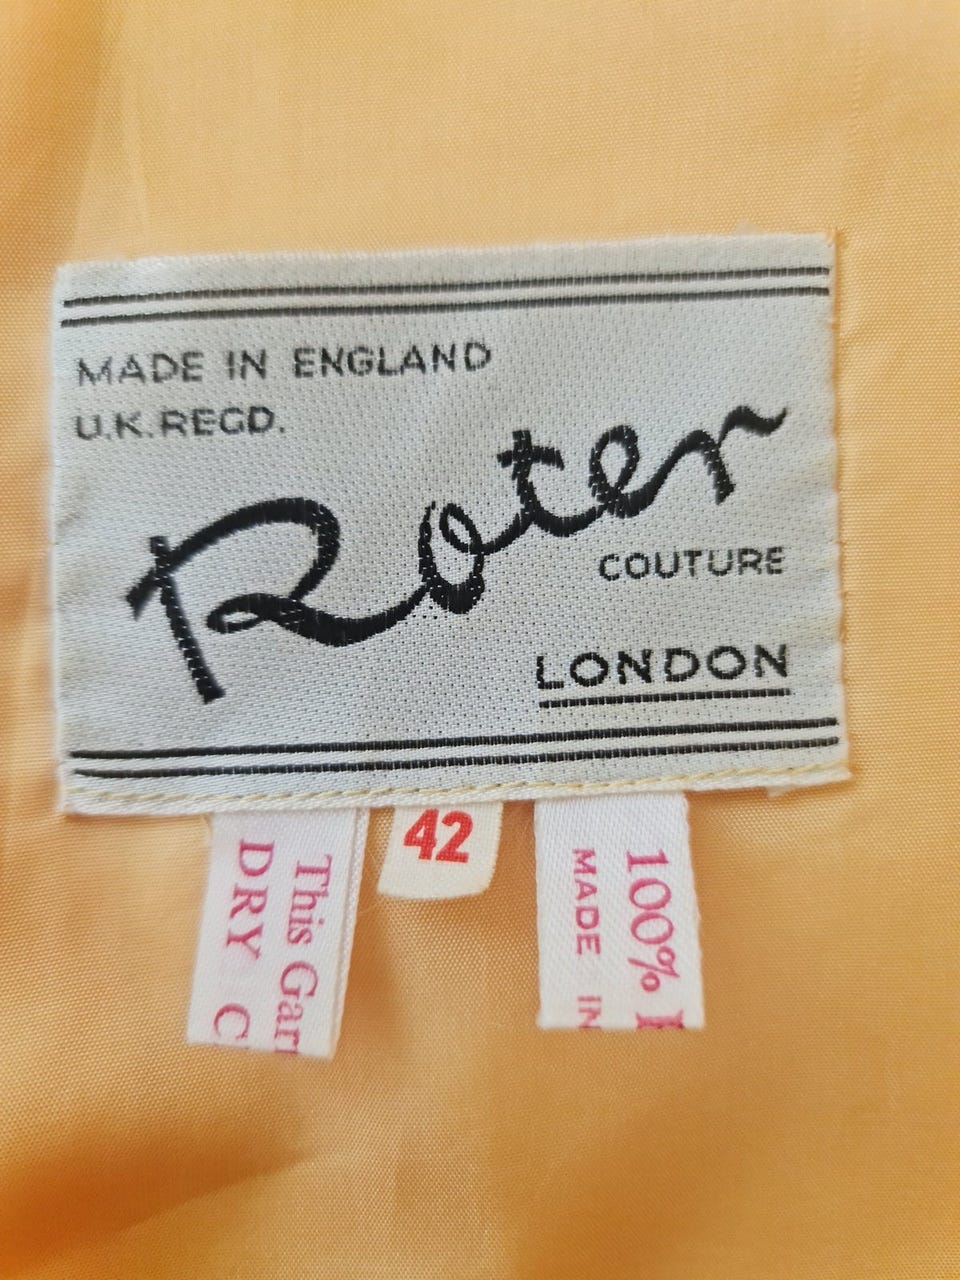 MADE IN ENGLAND
U.K. REGD.
Roter
COUTURE
LONDON
This Gar
DRY C
42
100%
MADE IN